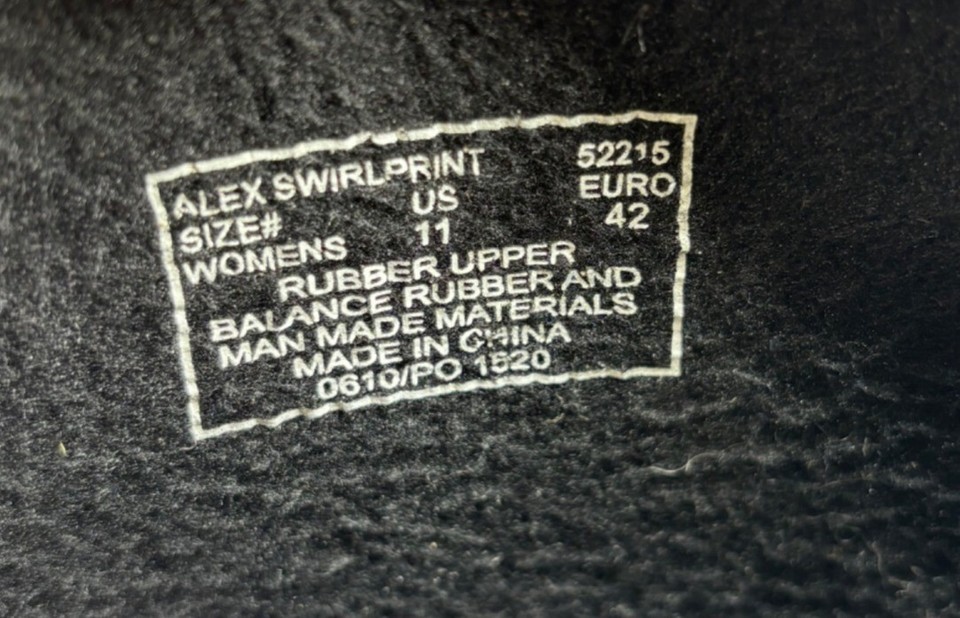 ALEX SWIRLPRINT 52215
SIZE# US EURO
WOMENS 11 42
RUBBER UPPER
BALANCE RUBBER AND
MAN MADE MATERIALS
MADE IN CHINA
0610/PO 1520